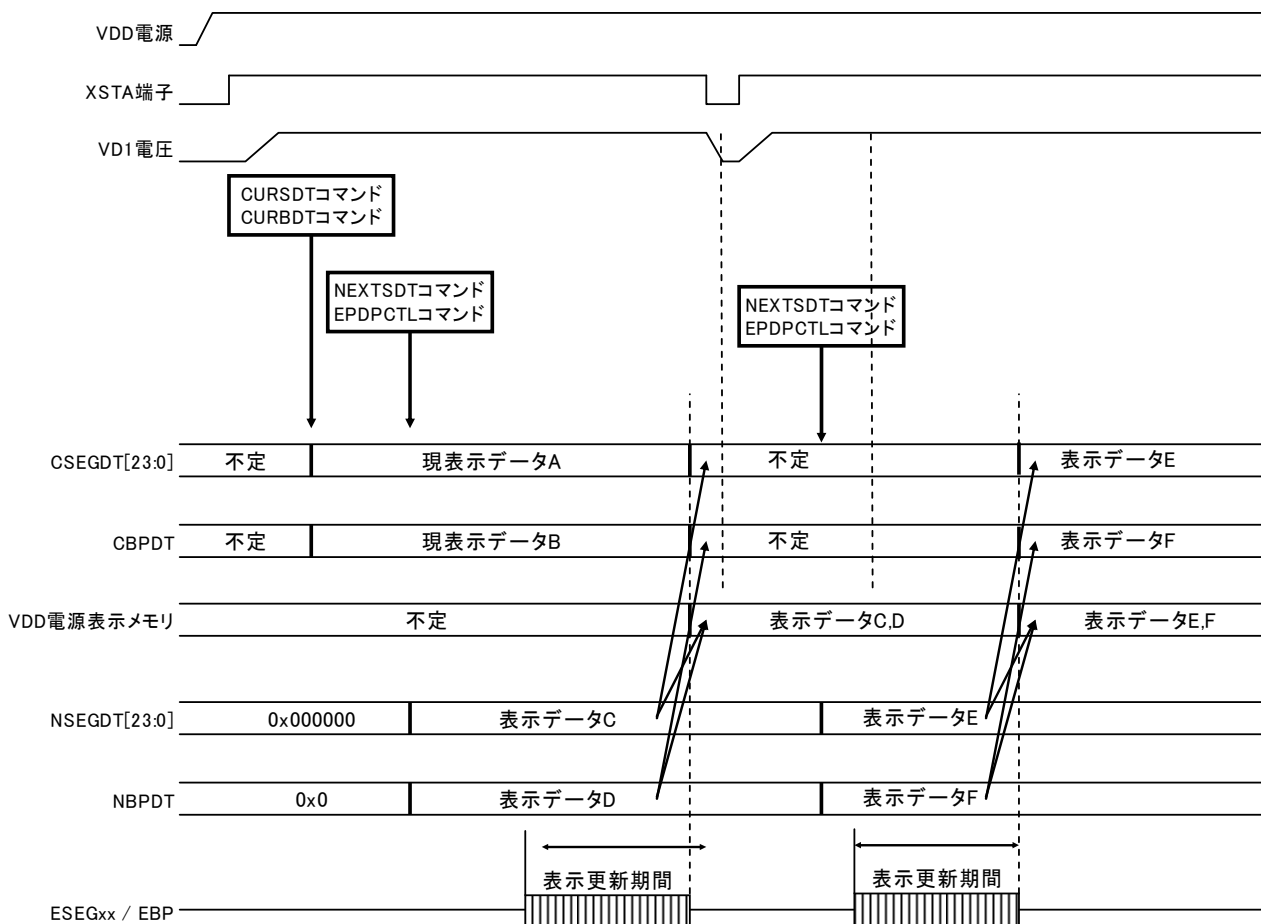 VDD電源
XSTA端子
VD1電圧
CURSDTコマンド
CURBDTコマンド
NEXTSDTコマンド
EPDPCTLコマンド
NEXTSDTコマンド
EPDPCTLコマンド
CSEGDT[23:0] 不定 現表示データA 不定 表示データE
CBPDT 不定 現表示データB 不定 表示データF
VDD電源表示メモリ 不定 表示データC,D 表示データE,F
NSEGDT[23:0] 0x000000 表示データC 表示データE
NBPDT 0x0 表示データD 表示データF
表示更新期間 表示更新期間
ESEGxx / EBP